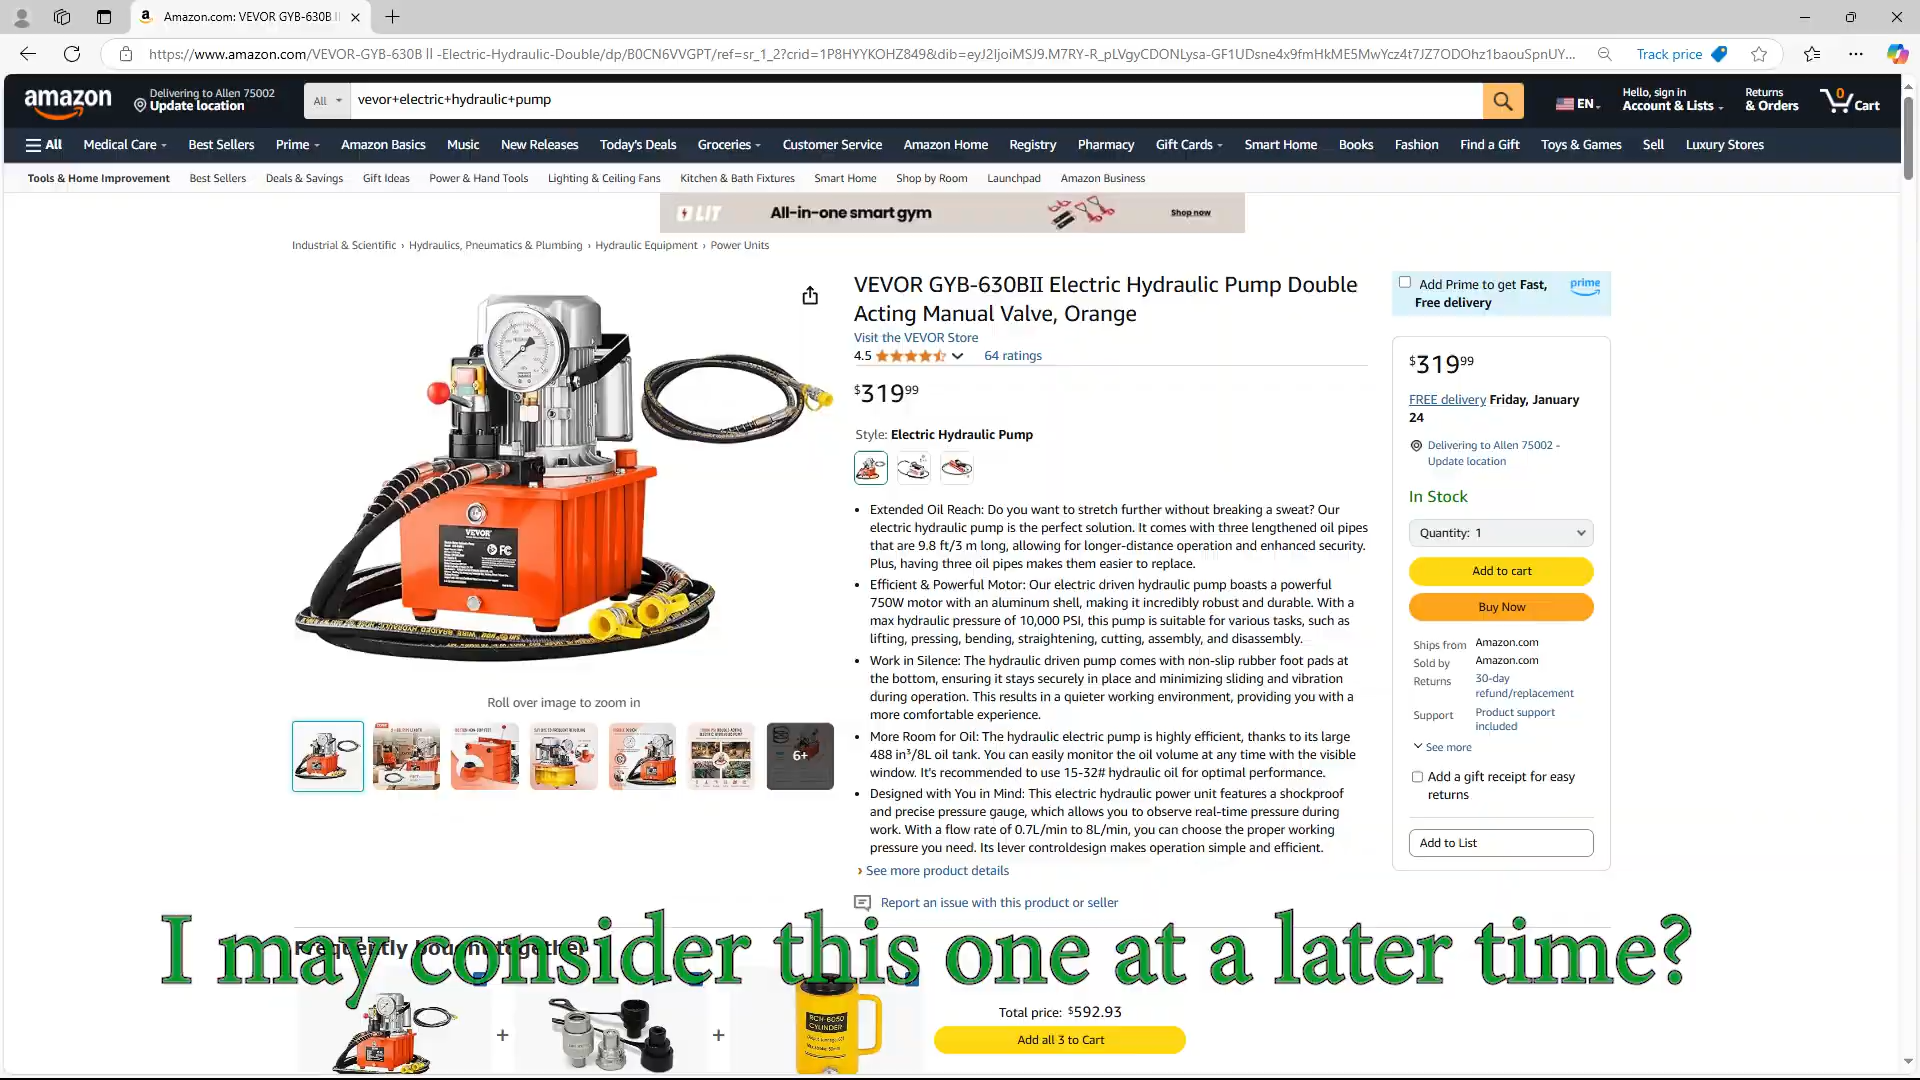 Amazon.com: VEVOR GYB-630B
https://www.amazon.com/VEVOR-GYB-630B ll -Electric-Hydraulic-Double/dp/B0CN6VVGPT/ref=sr_1_2?crid=1P8HYYKOHZ849&dib=eyJ2IjoiMSJ9.M7RY-R_pLVgyCDONLysa-GF1UDsne4x9fmHkME5MwYcz4t7JZ7ODOhz1baouSpnUY...
Track price
amazon
Delivering to Allen 75002
Update location
All
vevor+electric+hydraulic+pump
EN
Hello, sign in
Account & Lists
Returns
& Orders
0
Cart
All
Medical Care
Best Sellers
Prime
Amazon Basics
Music
New Releases
Today's Deals
Groceries
Customer Service
Amazon Home
Registry
Pharmacy
Gift Cards
Smart Home
Books
Fashion
Find a Gift
Toys & Games
Sell
Luxury Stores
Tools & Home Improvement
Best Sellers
Deals & Savings
Gift Ideas
Power & Hand Tools
Lighting & Ceiling Fans
Kitchen & Bath Fixtures
Smart Home
Shop by Room
Launchpad
Amazon Business
LIT
All-in-one smart gym
Shop now
Industrial & Scientific › Hydraulics, Pneumatics & Plumbing › Hydraulic Equipment › Power Units
VEVOR
FC
Roll over image to zoom in
6+
VEVOR GYB-630BII Electric Hydraulic Pump Double
Acting Manual Valve, Orange
Visit the VEVOR Store
4.5
64 ratings
$319.99
Style: Electric Hydraulic Pump
• Extended Oil Reach: Do you want to stretch further without breaking a sweat? Our
electric hydraulic pump is the perfect solution. It comes with three lengthened oil pipes
that are 9.8 ft/3 m long, allowing for longer-distance operation and enhanced security.
Plus, having three oil pipes makes them easier to replace.
• Efficient & Powerful Motor: Our electric driven hydraulic pump boasts a powerful
750W motor with an aluminum shell, making it incredibly robust and durable. With a
max hydraulic pressure of 10,000 PSI, this pump is suitable for various tasks, such as
lifting, pressing, bending, straightening, cutting, assembly, and disassembly.
• Work in Silence: The hydraulic driven pump comes with non-slip rubber foot pads at
the bottom, ensuring it stays securely in place and minimizing sliding and vibration
during operation. This results in a quieter working environment, providing you with a
more comfortable experience.
• More Room for Oil: The hydraulic electric pump is highly efficient, thanks to its large
488 in³/8L oil tank. You can easily monitor the oil volume at any time with the visible
window. It's recommended to use 15-32# hydraulic oil for optimal performance.
• Designed with You in Mind: This electric hydraulic power unit features a shockproof
and precise pressure gauge, which allows you to observe real-time pressure during
work. With a flow rate of 0.7L/min to 8L/min, you can choose the proper working
pressure you need. Its lever controldesign makes operation simple and efficient.
› See more product details
Report an issue with this product or seller
Add Prime to get Fast,
Free delivery
prime
$319.99
FREE delivery Friday, January
24
Delivering to Allen 75002 -
Update location
In Stock
Quantity: 1
Add to cart
Buy Now
Ships from Amazon.com
Sold by Amazon.com
Returns 30-day
refund/replacement
Support Product support
included
See more
Add a gift receipt for easy
returns
Add to List
Frequently bought together
I may consider this one at a later time?
RCH-6050
CYLINDER
+
+
Total price: $592.93
Add all 3 to Cart